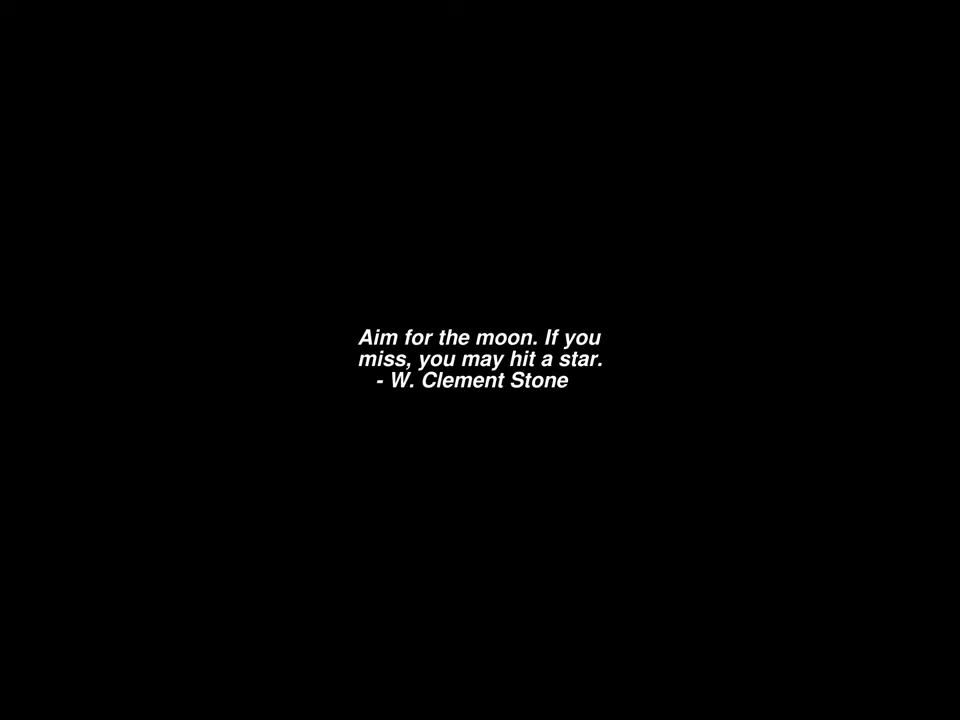 Aim for the moon. If you
miss, you may hit a star.
- W. Clement Stone